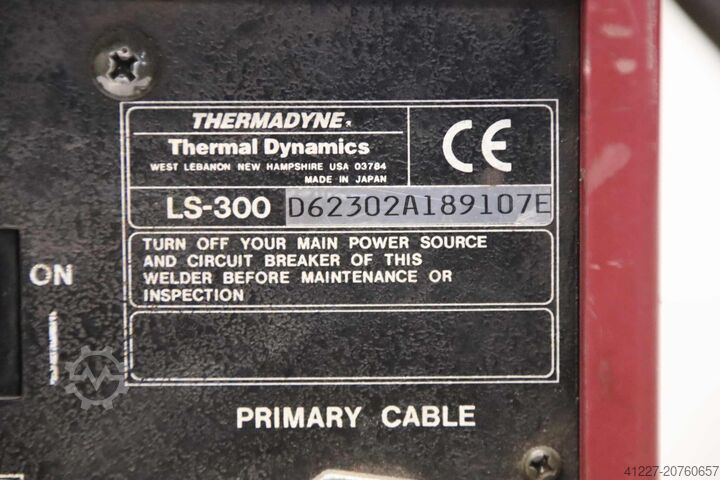 THERMADYNE
Thermal Dynamics
WEST LEBANON NEW HAMPSHIRE USA 03784
MADE IN JAPAN
CE
LS-300 D62302A189107E
TURN OFF YOUR MAIN POWER SOURCE
AND CIRCUIT BREAKER OF THIS
WELDER BEFORE MAINTENANCE OR
INSPECTION
ON
PRIMARY CABLE
41227-20760657